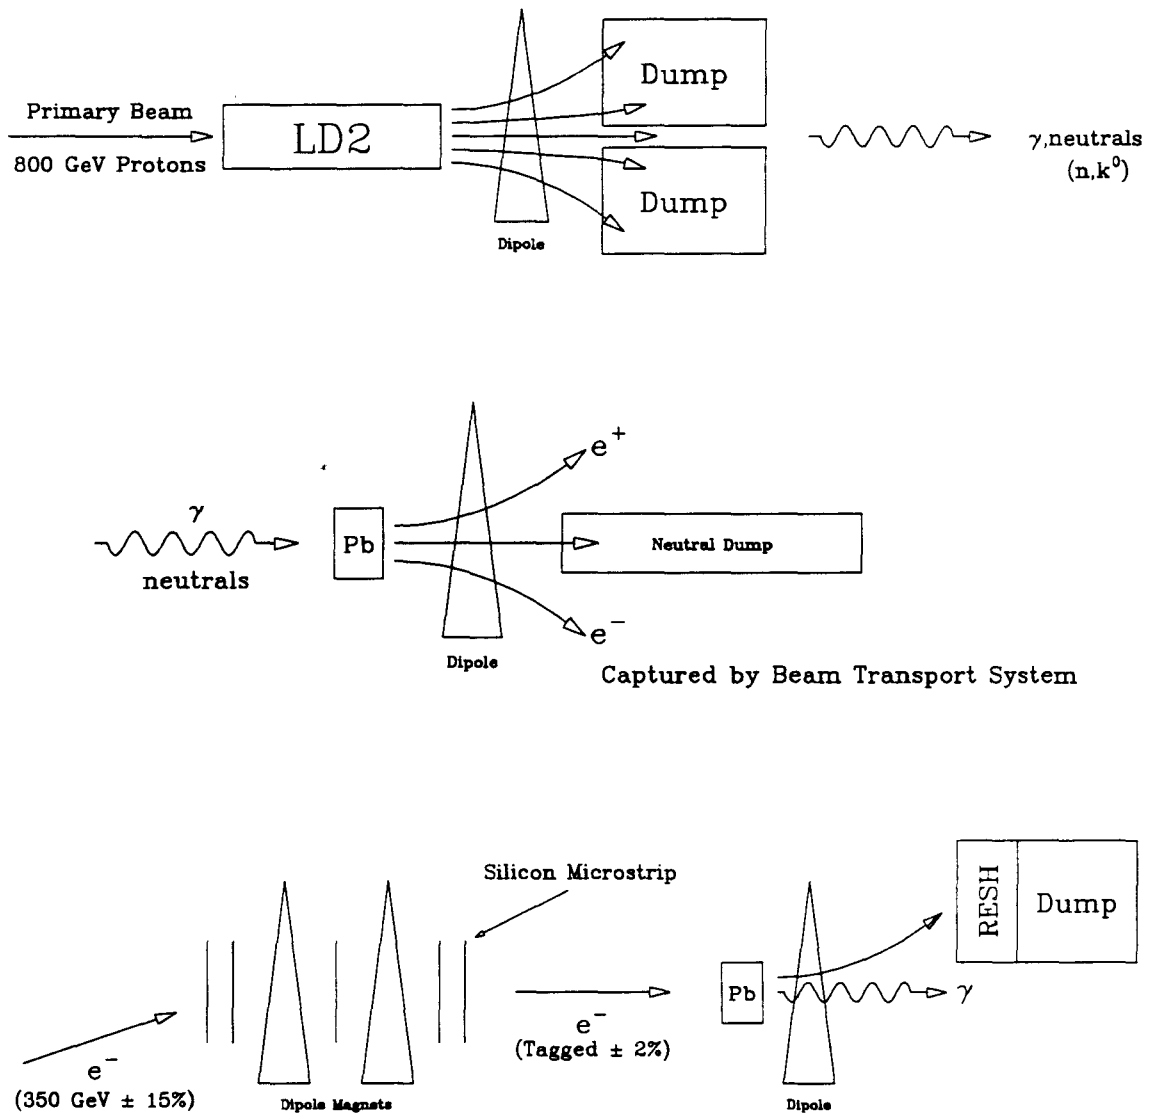 Primary Beam
800 GeV Protons
LD2
Dipole
Dump
Dump
γ,neutrals
(n,k⁰)
γ
neutrals
Pb
Dipole
e⁺
Neutral Dump
e⁻
Captured by Beam Transport System
Silicon Microstrip
e⁻
(350 GeV ± 15%)
Dipole Magnets
e⁻
(Tagged ± 2%)
Pb
Dipole
γ
RESH
Dump